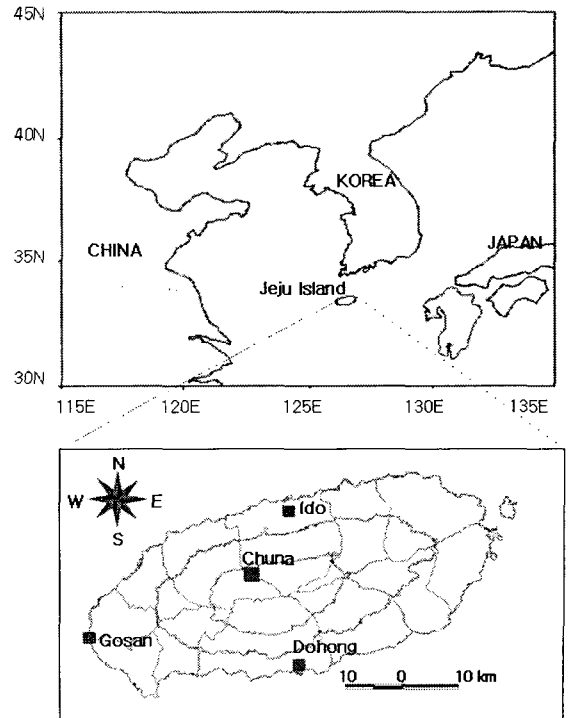 45N
40N
KOREA
JAPAN
CHINA
35N
Jeju Island
30N
115E 120E 125E 130E 135E
N
W E
S
Ido
Chuna
Gosan
Dohong
10 0 10 km